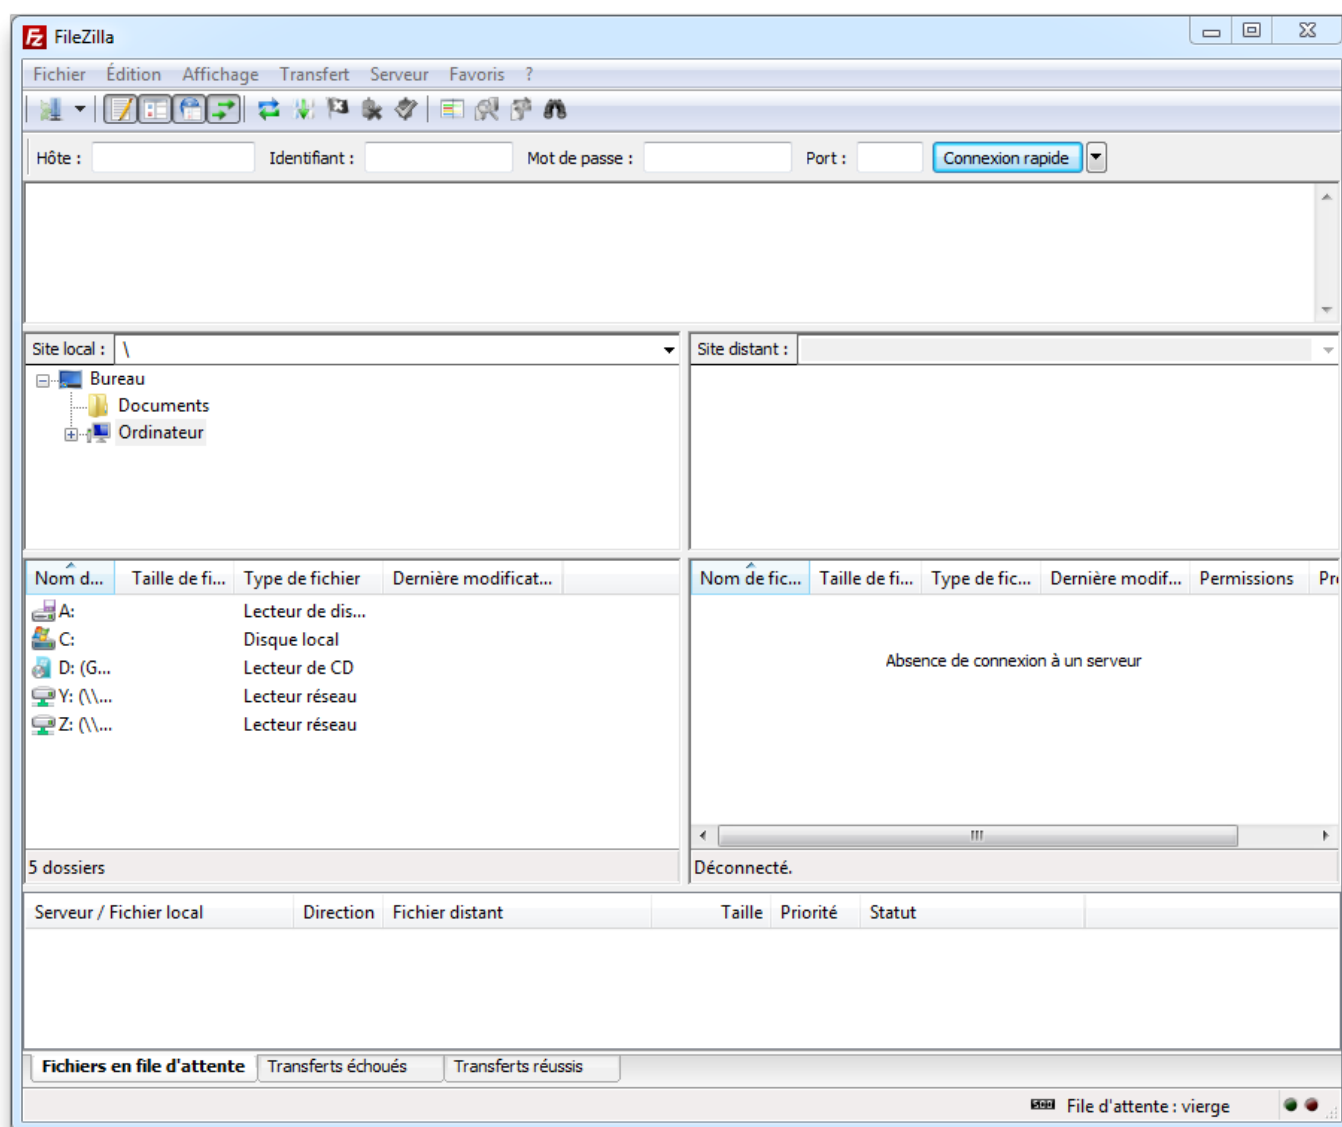 FileZilla
Fichier Édition Affichage Transfert Serveur Favoris ?
Hôte : Identifiant : Mot de passe : Port : Connexion rapide
Site local : \
Bureau
Documents
Ordinateur
Site distant :
Nom d... Taille de fi... Type de fichier Dernière modificat...
A: Lecteur de dis...
C: Disque local
D: (G... Lecteur de CD
Y: (\\... Lecteur réseau
Z: (\\... Lecteur réseau
5 dossiers
Nom de fic... Taille de fi... Type de fic... Dernière modif... Permissions Pr
Absence de connexion à un serveur
Déconnecté.
Serveur / Fichier local Direction Fichier distant Taille Priorité Statut
Fichiers en file d'attente Transferts échoués Transferts réussis
File d'attente : vierge